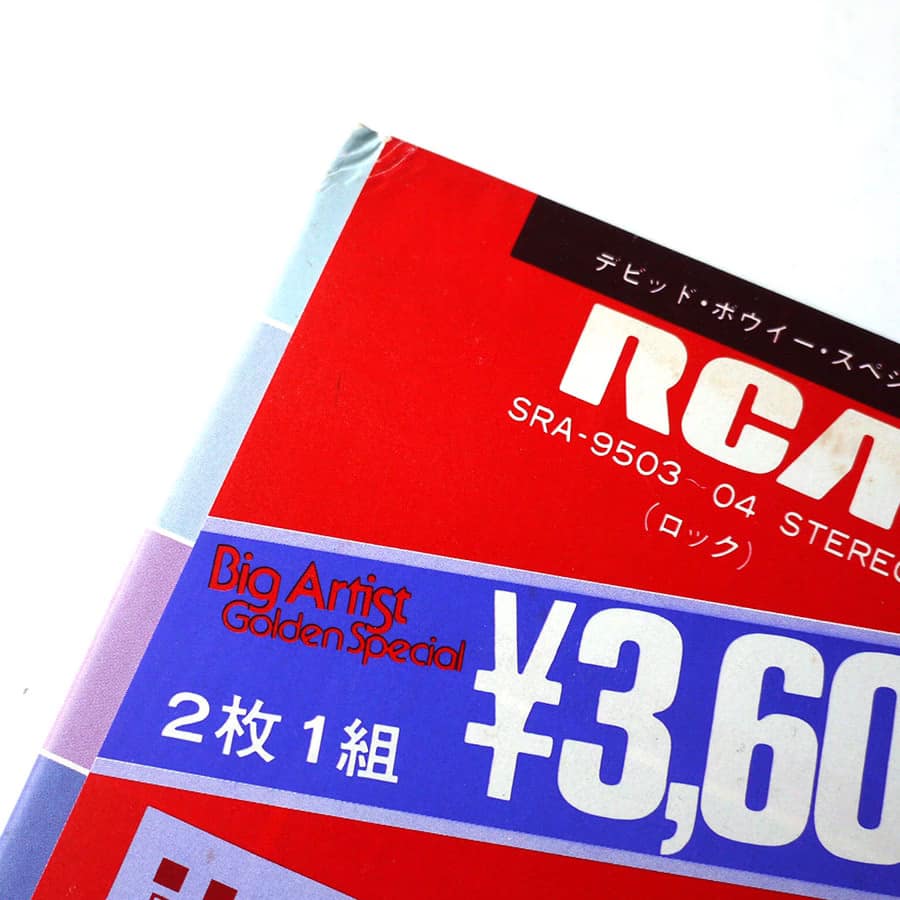 デビッド・ボウイー・スペシ
RCA
SRA-9503~04 STEREO
(ロック)
Big Artist
Golden Special
¥3,60
2枚1組